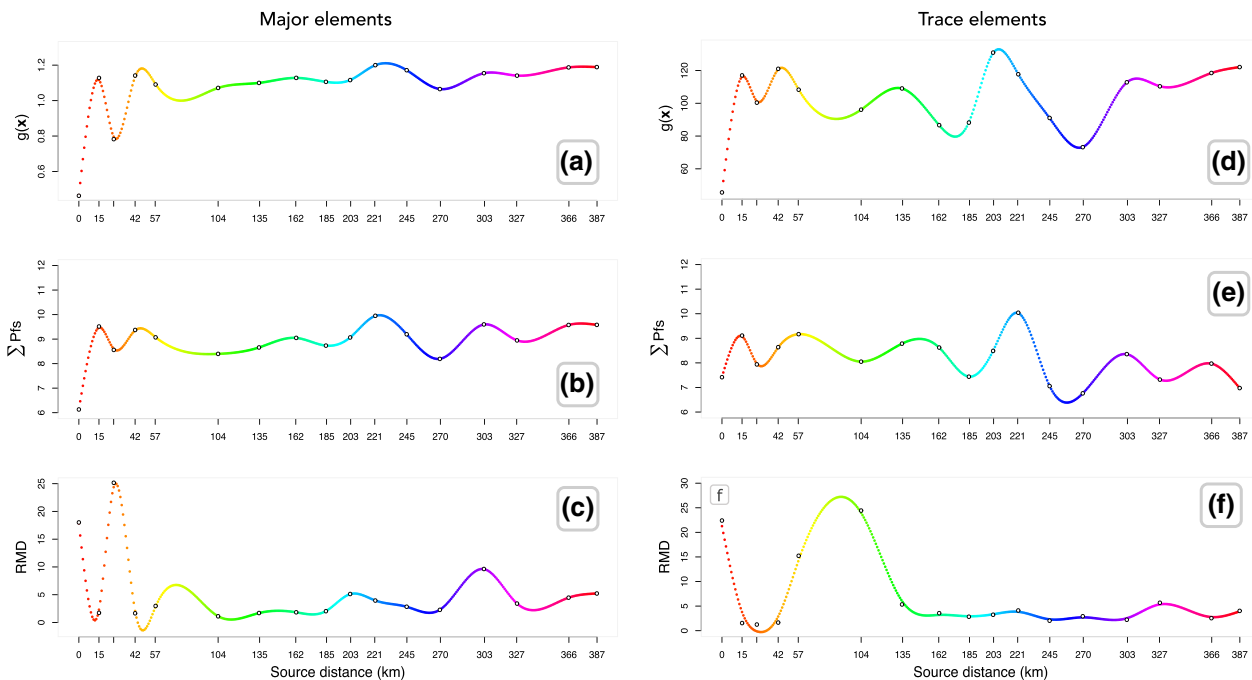 Major elements
Trace elements
g(x)
1.2
1.0
0.8
0.6
(a)
0 15 42 57 104 135 162 185 203 221 245 270 303 327 366 387
g(x)
120
100
80
60
(d)
0 15 42 57 104 135 162 185 203 221 245 270 303 327 366 387
∑ Pfs
12
11
10
9
8
7
6
(b)
0 15 42 57 104 135 162 185 203 221 245 270 303 327 366 387
∑ Pfs
12
11
10
9
8
7
6
(e)
0 15 42 57 104 135 162 185 203 221 245 270 303 327 366 387
RMD
25
20
15
10
5
0
(c)
0 15 42 57 104 135 162 185 203 221 245 270 303 327 366 387
Source distance (km)
RMD
30
25
20
15
10
5
0
f
(f)
0 15 42 57 104 135 162 185 203 221 245 270 303 327 366 387
Source distance (km)